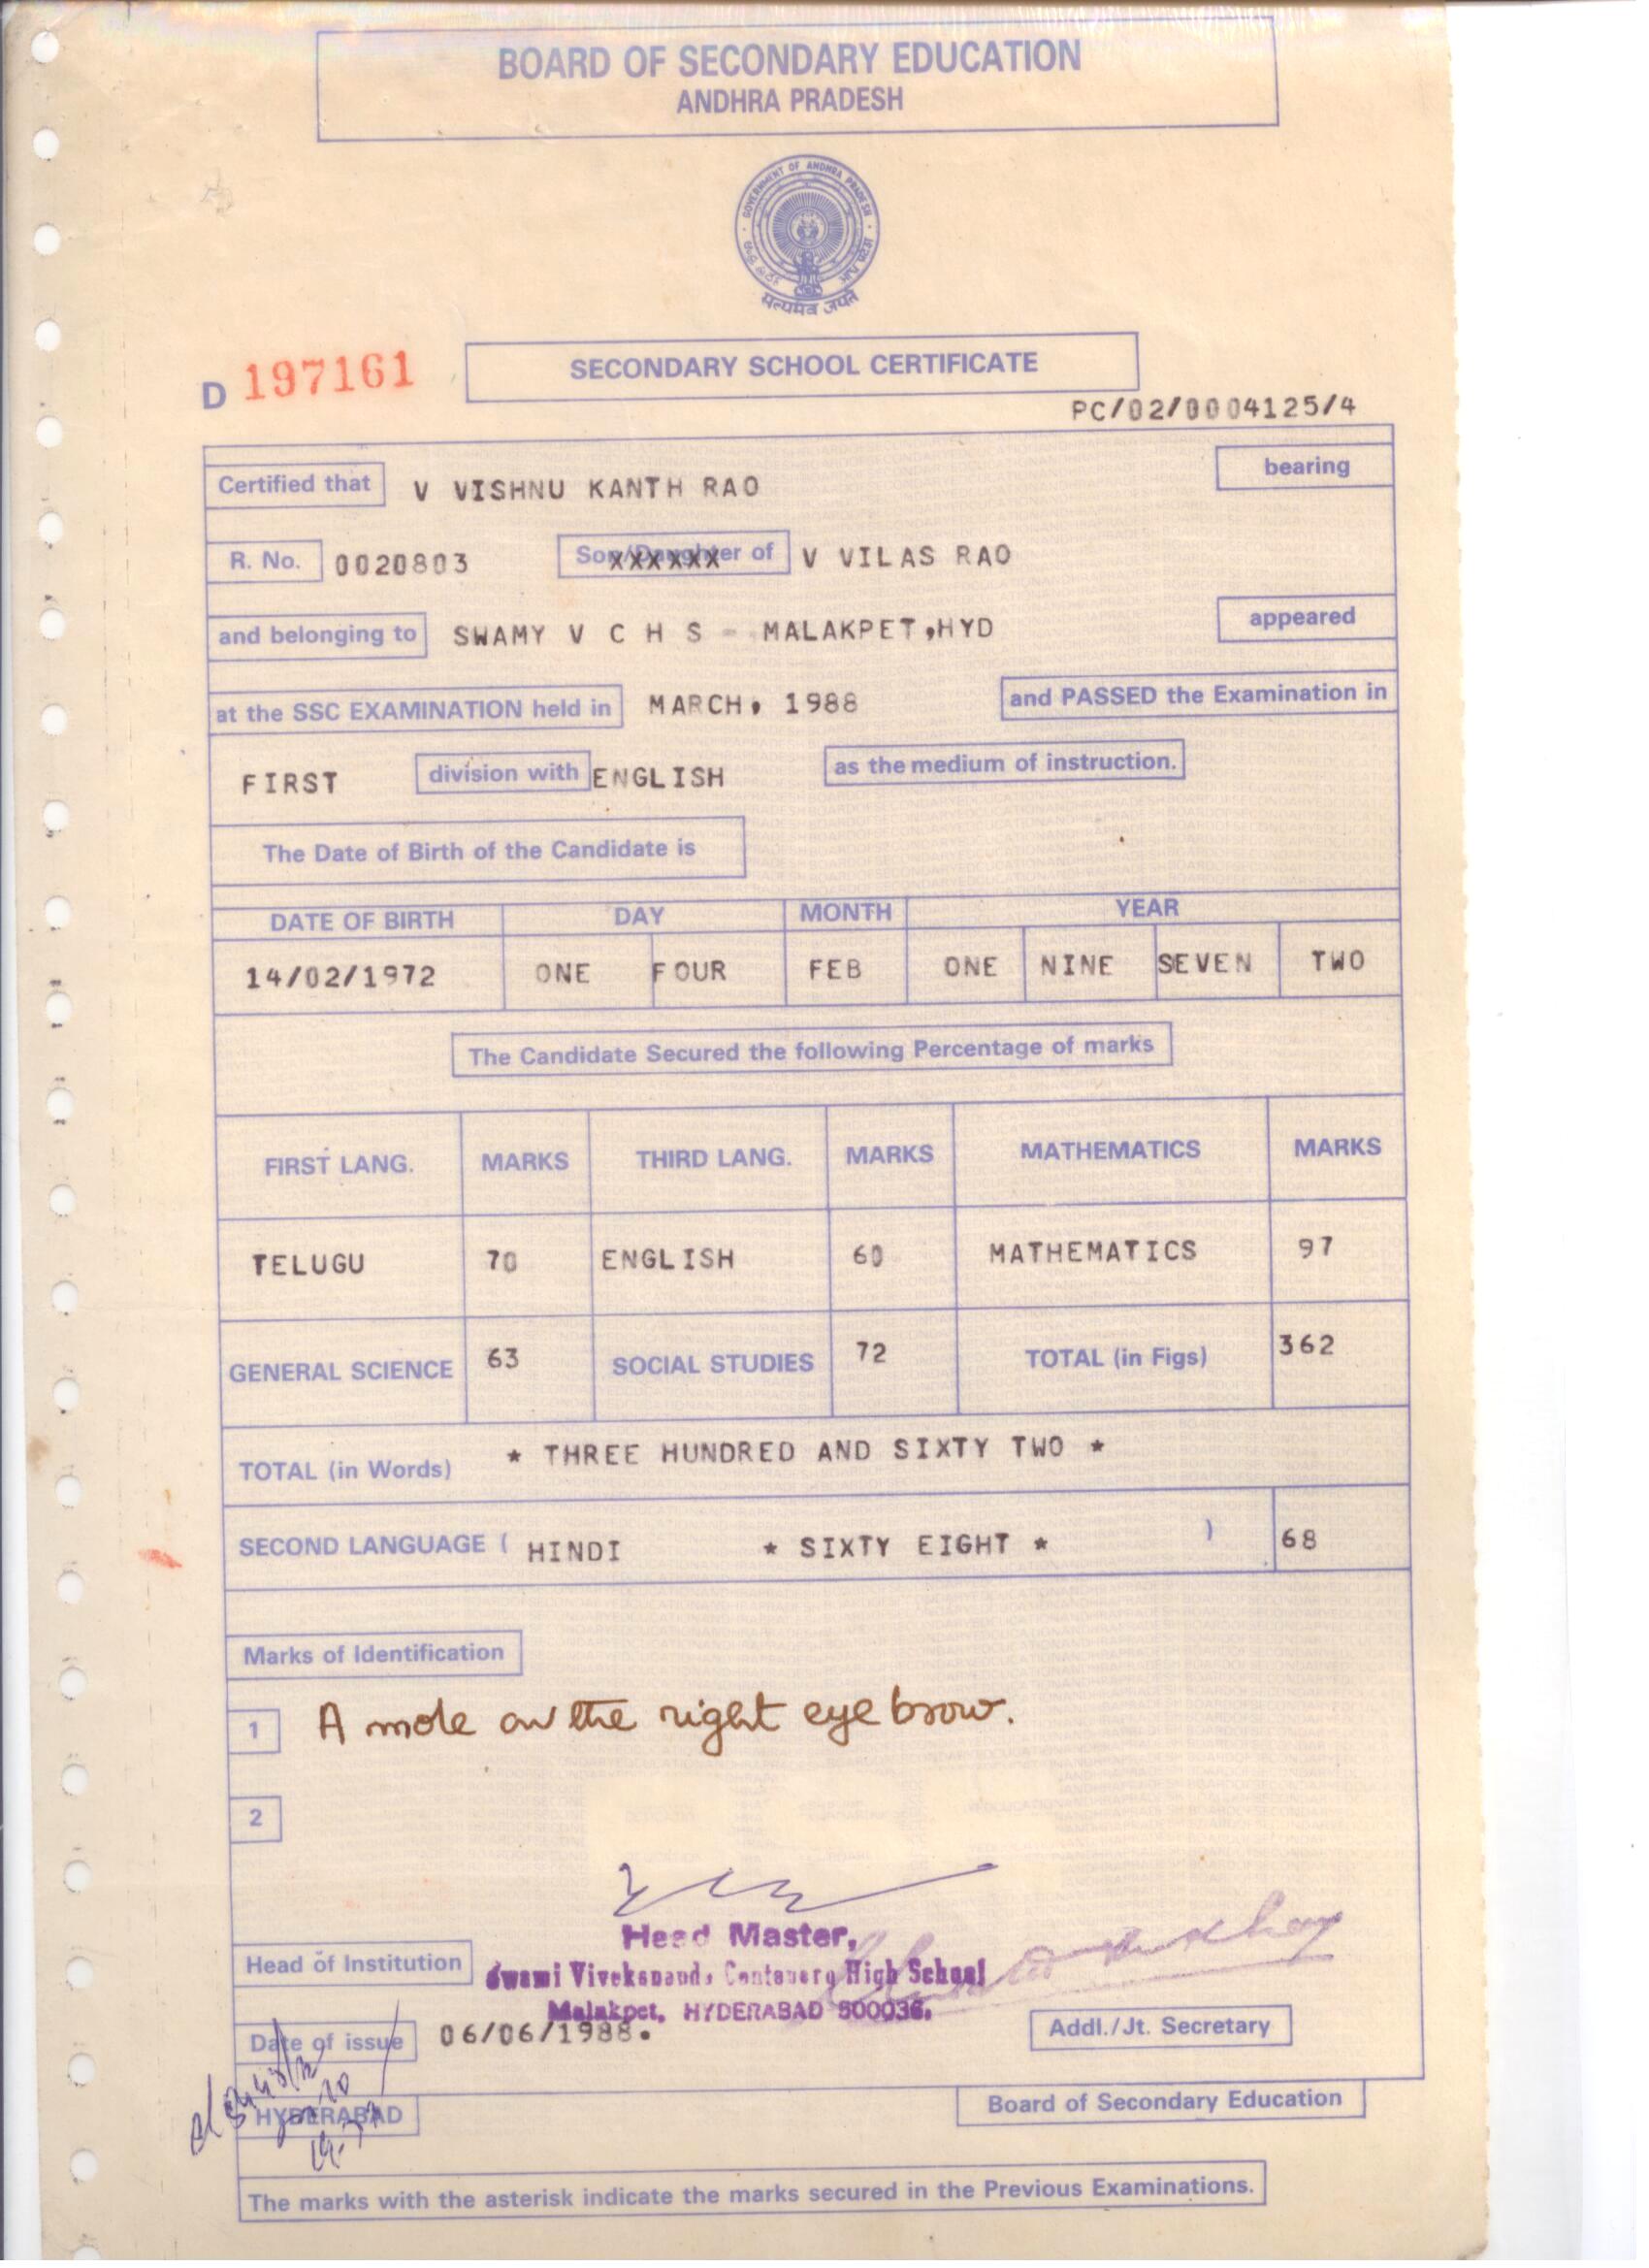 BOARD OF SECONDARY EDUCATION
ANDHRA PRADESH
GOVERNMENT OF ANDHRA PRADESH
सत्यमेव जयते
D 197161
SECONDARY SCHOOL CERTIFICATE
PC/02/0004125/4
Certified that V VISHNU KANTH RAO bearing
R. No. 0020803 Son/Daughter of V VILAS RAO
and belonging to SWAMY V C H S - MALAKPET,HYD appeared
at the SSC EXAMINATION held in MARCH, 1988 and PASSED the Examination in
FIRST division with ENGLISH as the medium of instruction.
The Date of Birth of the Candidate is
DATE OF BIRTH DAY MONTH YEAR
14/02/1972 ONE FOUR FEB ONE NINE SEVEN TWO
The Candidate Secured the following Percentage of marks
FIRST LANG. MARKS THIRD LANG. MARKS MATHEMATICS MARKS
TELUGU 70 ENGLISH 60 MATHEMATICS 97
GENERAL SCIENCE 63 SOCIAL STUDIES 72 TOTAL (in Figs) 362
TOTAL (in Words) * THREE HUNDRED AND SIXTY TWO *
SECOND LANGUAGE ( HINDI * SIXTY EIGHT * ) 68
Marks of Identification
1 A mole on the right eye brow.
2
Head Master,
Head of Institution Swami Vivekananda Centenary High School
Malakpet, HYDERABAD 500036.
Date of issue 06/06/1988. Addl./Jt. Secretary
HYDERABAD Board of Secondary Education
The marks with the asterisk indicate the marks secured in the Previous Examinations.